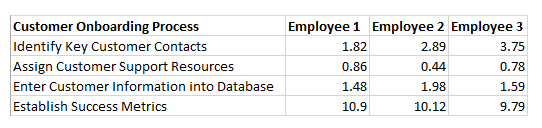 Customer Onboarding Process Employee 1 Employee 2 Employee 3
Identify Key Customer Contacts 1.82 2.89 3.75
Assign Customer Support Resources 0.86 0.44 0.78
Enter Customer Information into Database 1.48 1.98 1.59
Establish Success Metrics 10.9 10.12 9.79